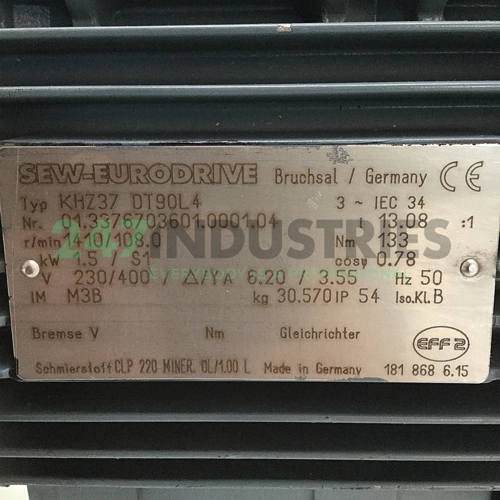 SEW-EURODRIVE Bruchsal / Germany CE
Typ KHZ37 DT90L4 3 ~ IEC 34
Nr. 01.3376703601.0001.04 i 13.08 :1
r/min 1410/108.0 Nm 133
kW 1.5 S1 cosφ 0.78
V 230/400 / Δ/YA 6.20 / 3.55 Hz 50
IM M3B kg 30.570 IP 54 Iso.Kl. B
Bremse V Nm Gleichrichter
EFF 2
Schmierstoff CLP 220 MINER. ÖL/1.00 L Made in Germany 181 868 6.15
247 INDUSTRIES